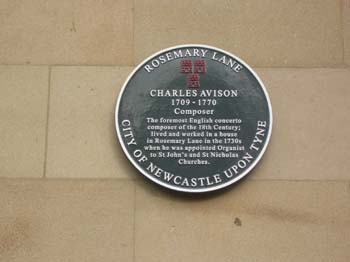 ROSEMARY LANE
CHARLES AVISON
1709 - 1770
Composer
The foremost English concerto
composer of the 18th Century;
lived and worked in a house
in Rosemary Lane in the 1730s
when he was appointed Organist
to St John's and St Nicholas
Churches.
CITY OF NEWCASTLE UPON TYNE